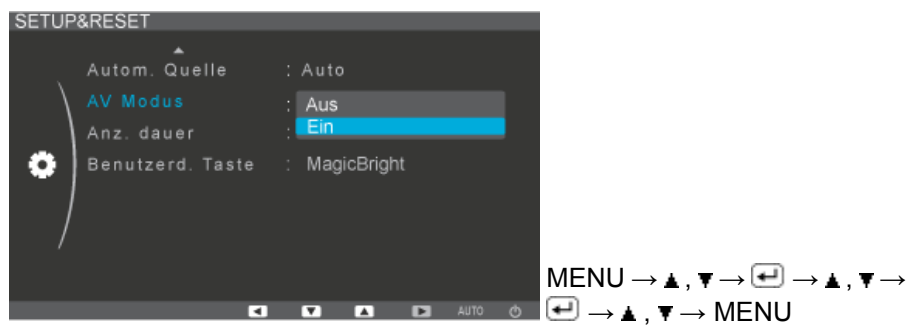 SETUP&RESET
Autom. Quelle : Auto
AV Modus : Aus
Ein
Anz. dauer :
Benutzerd. Taste : MagicBright
AUTO
MENU → ▲ , ▼ → ↵ → ▲ , ▼ →
↵ → ▲ , ▼ → MENU